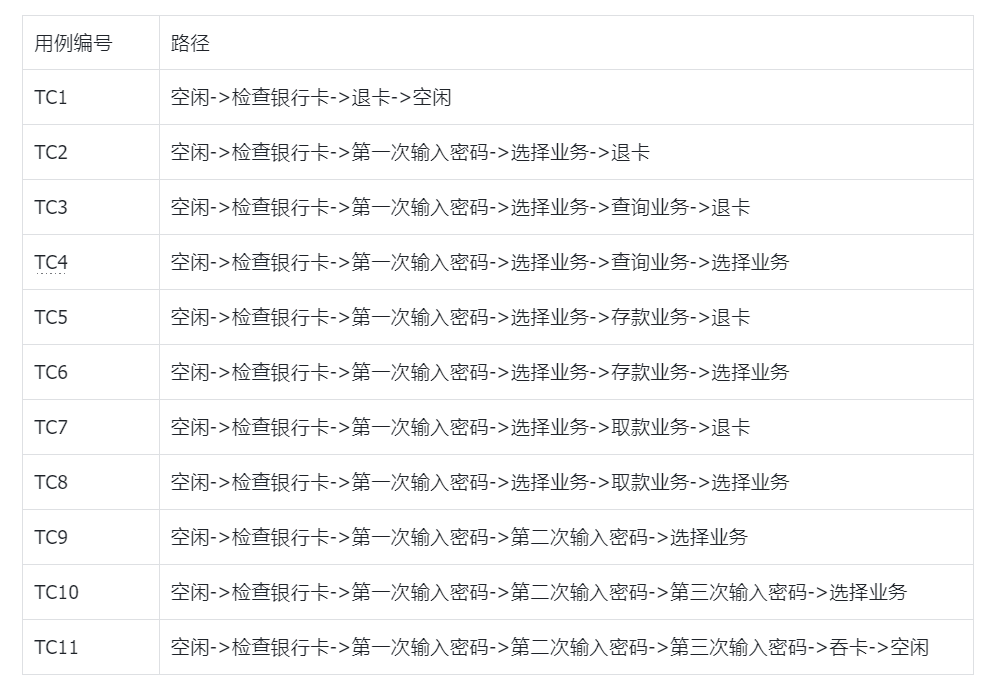 用例编号 路径
TC1 空闲->检查银行卡->退卡->空闲
TC2 空闲->检查银行卡->第一次输入密码->选择业务->退卡
TC3 空闲->检查银行卡->第一次输入密码->选择业务->查询业务->退卡
TC4 空闲->检查银行卡->第一次输入密码->选择业务->查询业务->选择业务
TC5 空闲->检查银行卡->第一次输入密码->选择业务->存款业务->退卡
TC6 空闲->检查银行卡->第一次输入密码->选择业务->存款业务->选择业务
TC7 空闲->检查银行卡->第一次输入密码->选择业务->取款业务->退卡
TC8 空闲->检查银行卡->第一次输入密码->选择业务->取款业务->选择业务
TC9 空闲->检查银行卡->第一次输入密码->第二次输入密码->选择业务
TC10 空闲->检查银行卡->第一次输入密码->第二次输入密码->第三次输入密码->选择业务
TC11 空闲->检查银行卡->第一次输入密码->第二次输入密码->第三次输入密码->吞卡->空闲